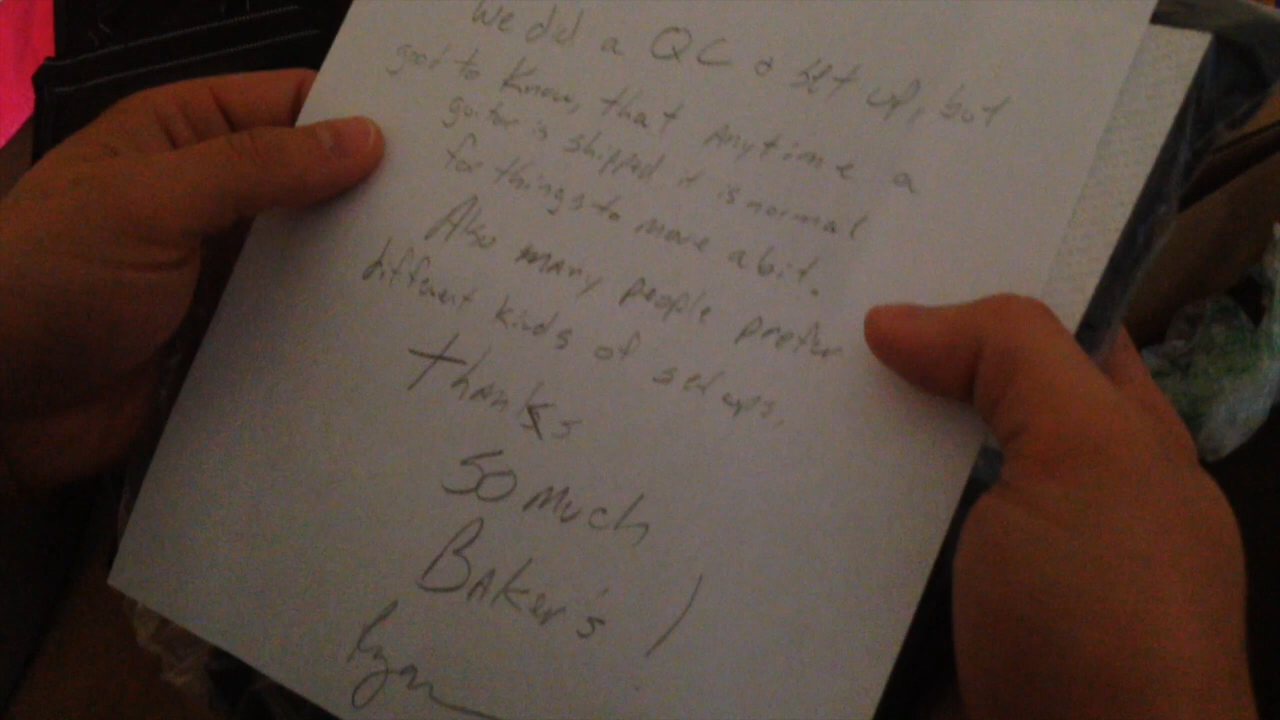 We did a QC & set up, but
good to know, that anytime a
guitar is shipped it is normal
for things to move a bit.
Also many people prefer
different kinds of set ups,
thanks
so much
Baker's !
Ryan